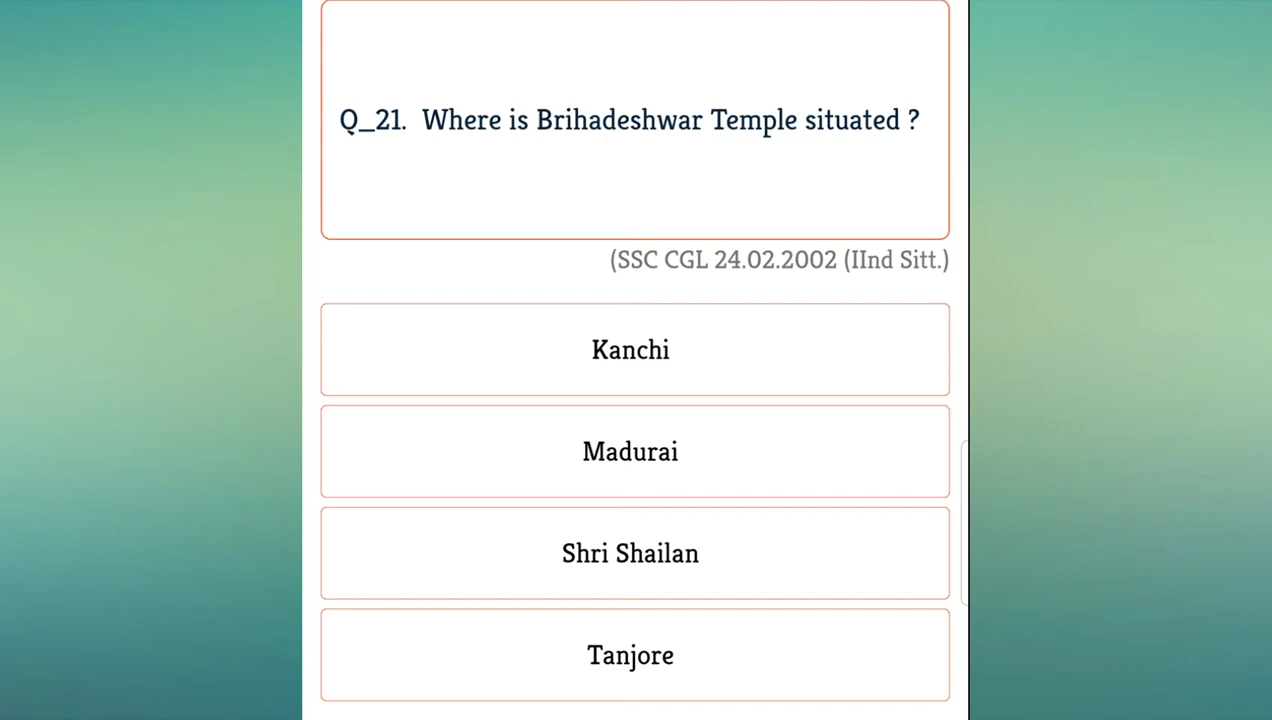 Q_21. Where is Brihadeshwar Temple situated ?
(SSC CGL 24.02.2002 (IInd Sitt.)
Kanchi
Madurai
Shri Shailan
Tanjore